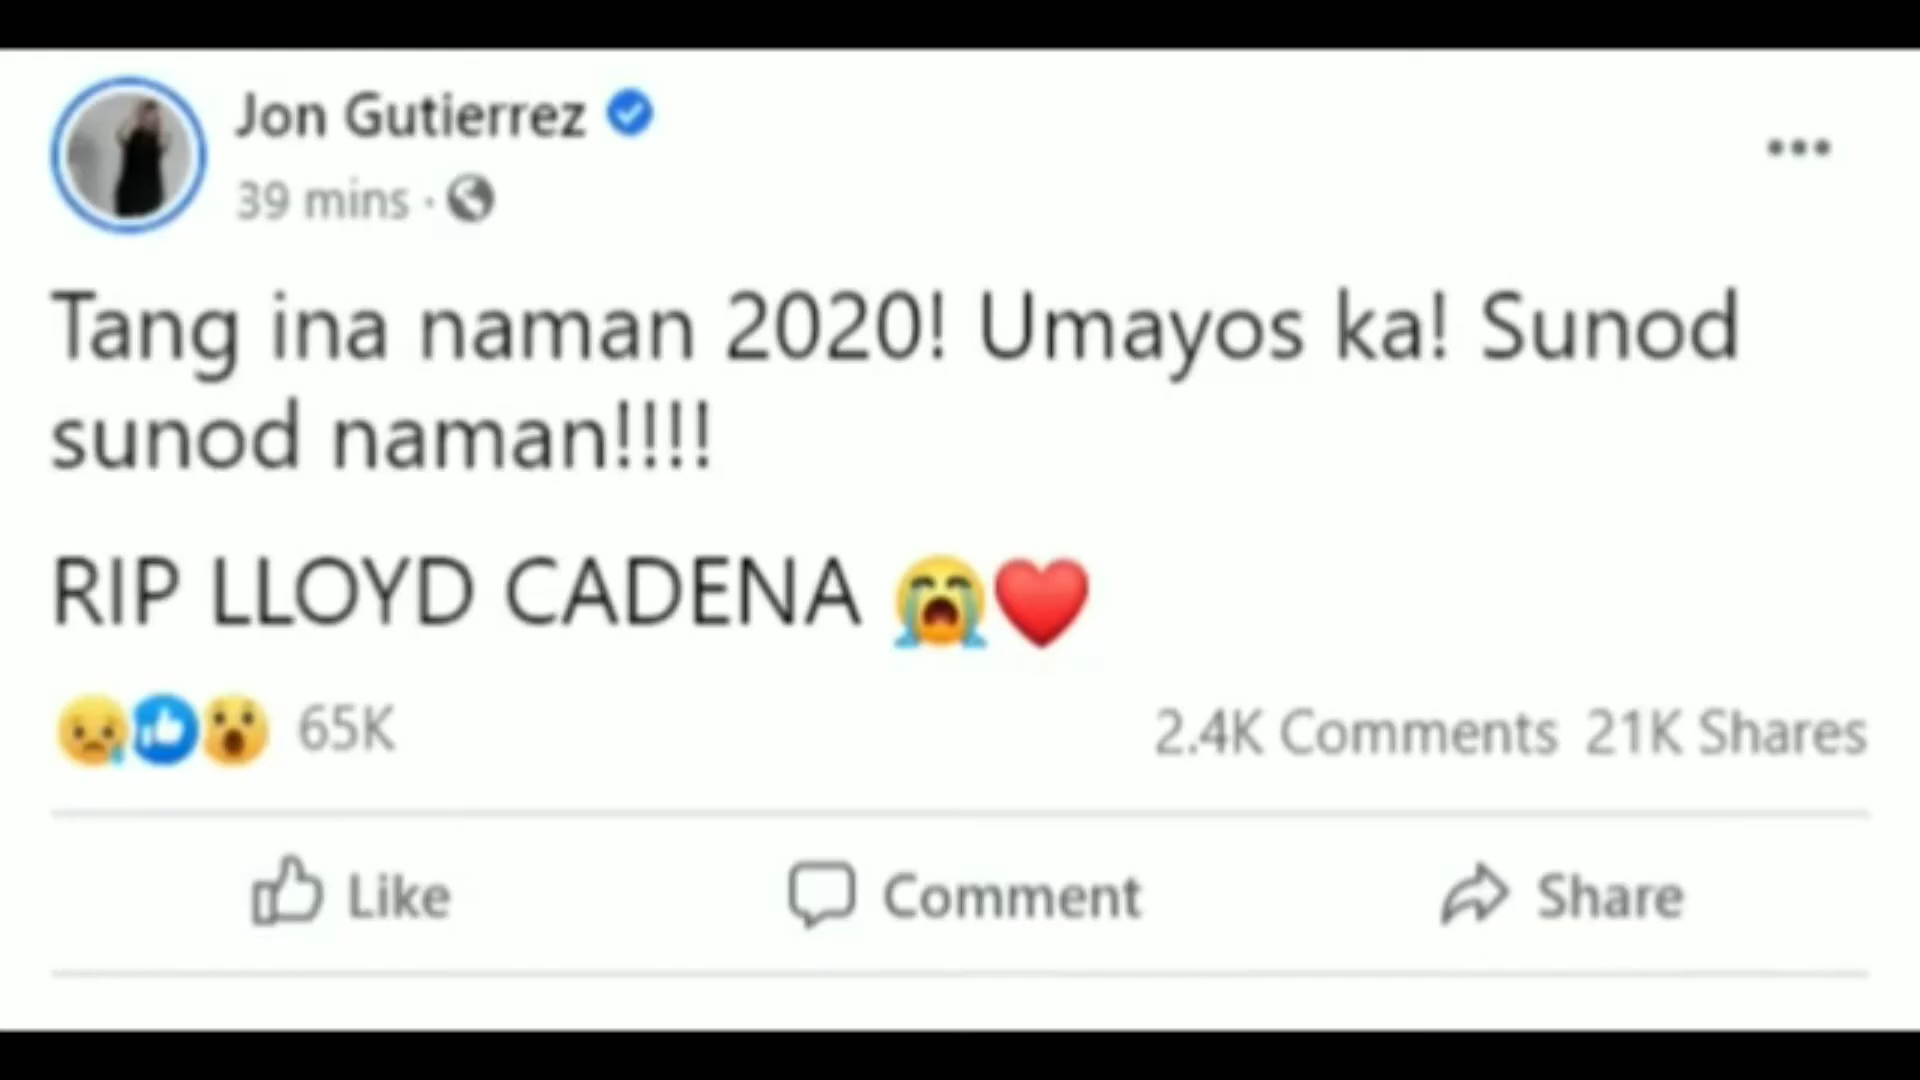 Jon Gutierrez
39 mins ·
Tang ina naman 2020! Umayos ka! Sunod
sunod naman!!!!
RIP LLOYD CADENA 😭❤️
65K
2.4K Comments 21K Shares
Like
Comment
Share